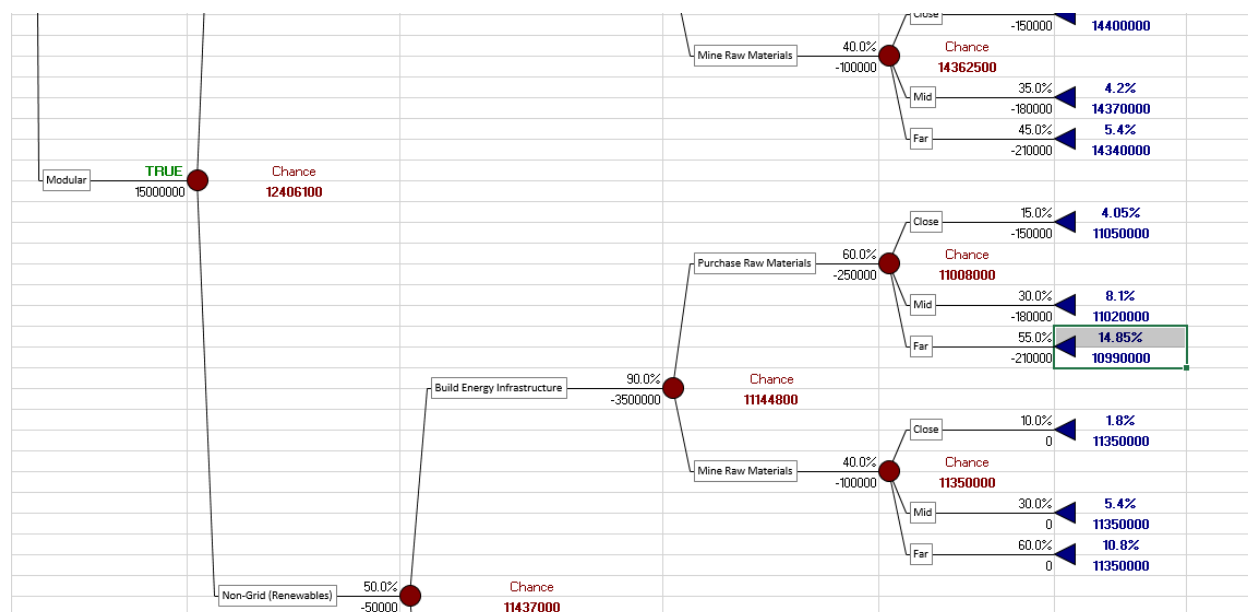 Close
-150000 14400000
40.0% Chance
Mine Raw Materials
-100000 14362500
35.0% 4.2%
Mid
-180000 14370000
45.0% 5.4%
Far
-210000 14340000
TRUE Chance
Modular
15000000 12406100
15.0% 4.05%
Close
-150000 11050000
60.0% Chance
Purchase Raw Materials
-250000 11008000
30.0% 8.1%
Mid
-180000 11020000
55.0% 14.85%
Far
-210000 10990000
90.0% Chance
Build Energy Infrastructure
-3500000 11144800
10.0% 1.8%
Close
0 11350000
40.0% Chance
Mine Raw Materials
-100000 11350000
30.0% 5.4%
Mid
0 11350000
60.0% 10.8%
Far
0 11350000
50.0% Chance
Non-Grid (Renewables)
-50000 11437000